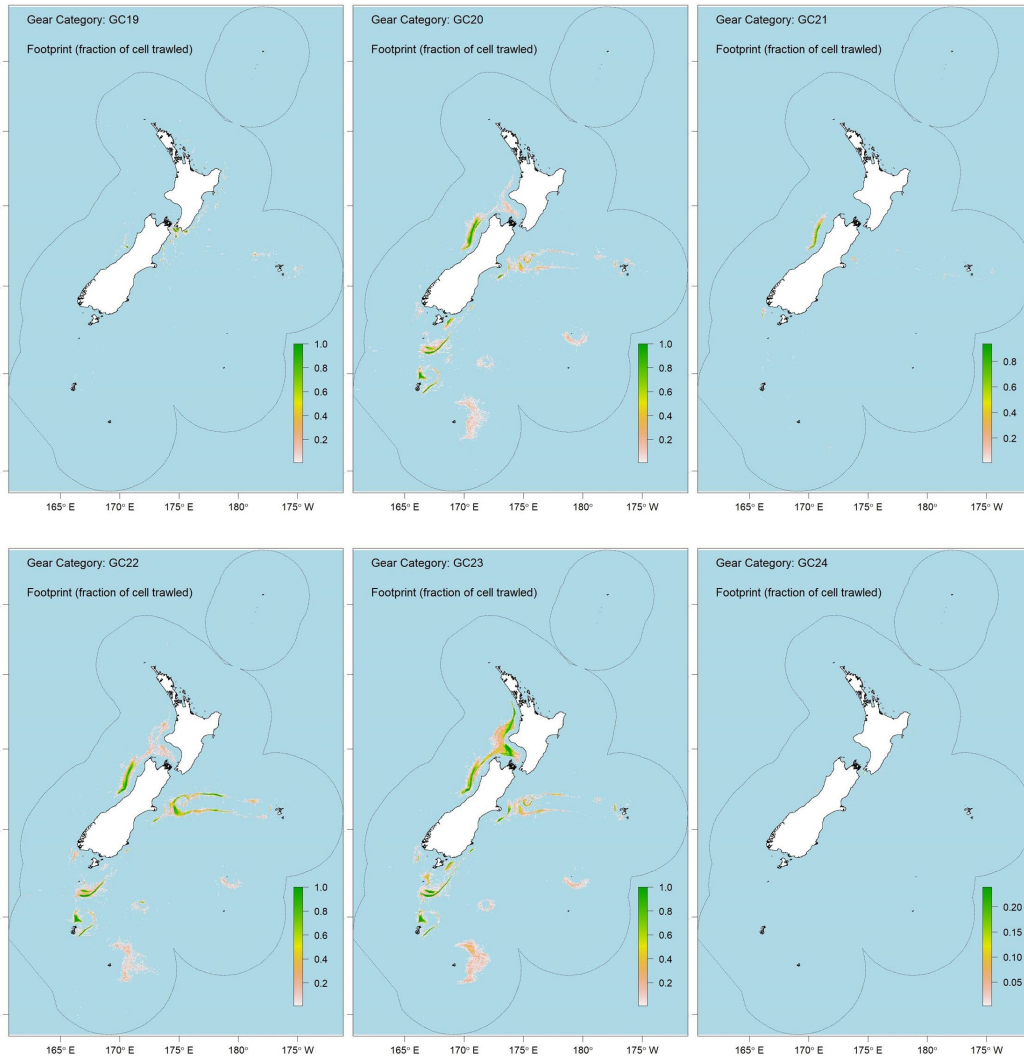 Gear Category: GC19
Footprint (fraction of cell trawled)
1.0
0.8
0.6
0.4
0.2
165° E 170° E 175° E 180° 175° W
Gear Category: GC20
Footprint (fraction of cell trawled)
1.0
0.8
0.6
0.4
0.2
165° E 170° E 175° E 180° 175° W
Gear Category: GC21
Footprint (fraction of cell trawled)
0.8
0.6
0.4
0.2
165° E 170° E 175° E 180° 175° W
Gear Category: GC22
Footprint (fraction of cell trawled)
1.0
0.8
0.6
0.4
0.2
165° E 170° E 175° E 180° 175° W
Gear Category: GC23
Footprint (fraction of cell trawled)
1.0
0.8
0.6
0.4
0.2
165° E 170° E 175° E 180° 175° W
Gear Category: GC24
Footprint (fraction of cell trawled)
0.20
0.15
0.10
0.05
165° E 170° E 175° E 180° 175° W